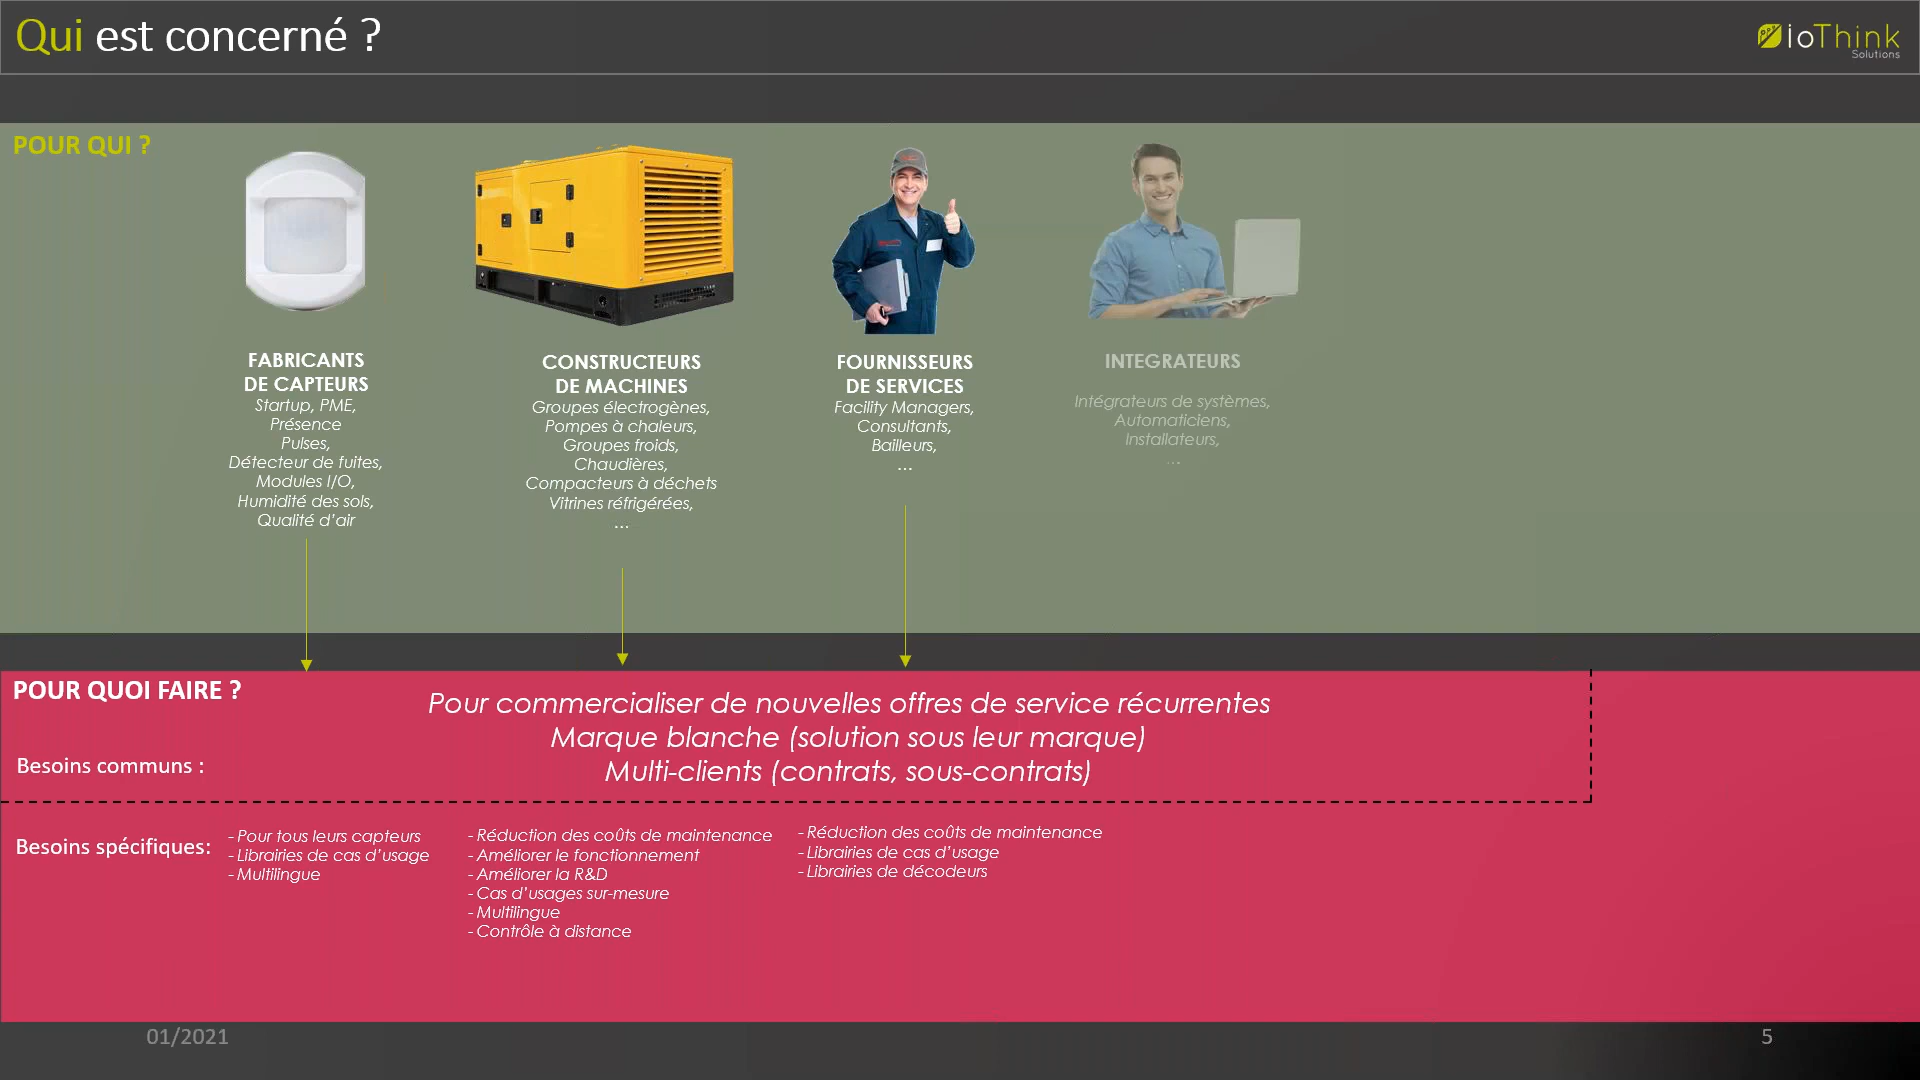 Qui est concerné ?
ioThink
Solutions
POUR QUI ?
FABRICANTS
DE CAPTEURS
Startup, PME,
Présence
Pulses,
Détecteur de fuites,
Modules I/O,
Humidité des sols,
Qualité d’air
CONSTRUCTEURS
DE MACHINES
Groupes électrogènes,
Pompes à chaleurs,
Groupes froids,
Chaudières,
Compacteurs à déchets
Vitrines réfrigérées,
...
FOURNISSEURS
DE SERVICES
Facility Managers,
Consultants,
Bailleurs,
...
INTEGRATEURS
Intégrateurs de systèmes,
Automaticiens,
Installateurs,
...
POUR QUOI FAIRE ?
Pour commercialiser de nouvelles offres de service récurrentes
Marque blanche (solution sous leur marque)
Multi-clients (contrats, sous-contrats)
Besoins communs :
Besoins spécifiques:
- Pour tous leurs capteurs
- Librairies de cas d’usage
- Multilingue
- Réduction des coûts de maintenance
- Améliorer le fonctionnement
- Améliorer la R&D
- Cas d’usages sur-mesure
- Multilingue
- Contrôle à distance
- Réduction des coûts de maintenance
- Librairies de cas d’usage
- Librairies de décodeurs
01/2021
5